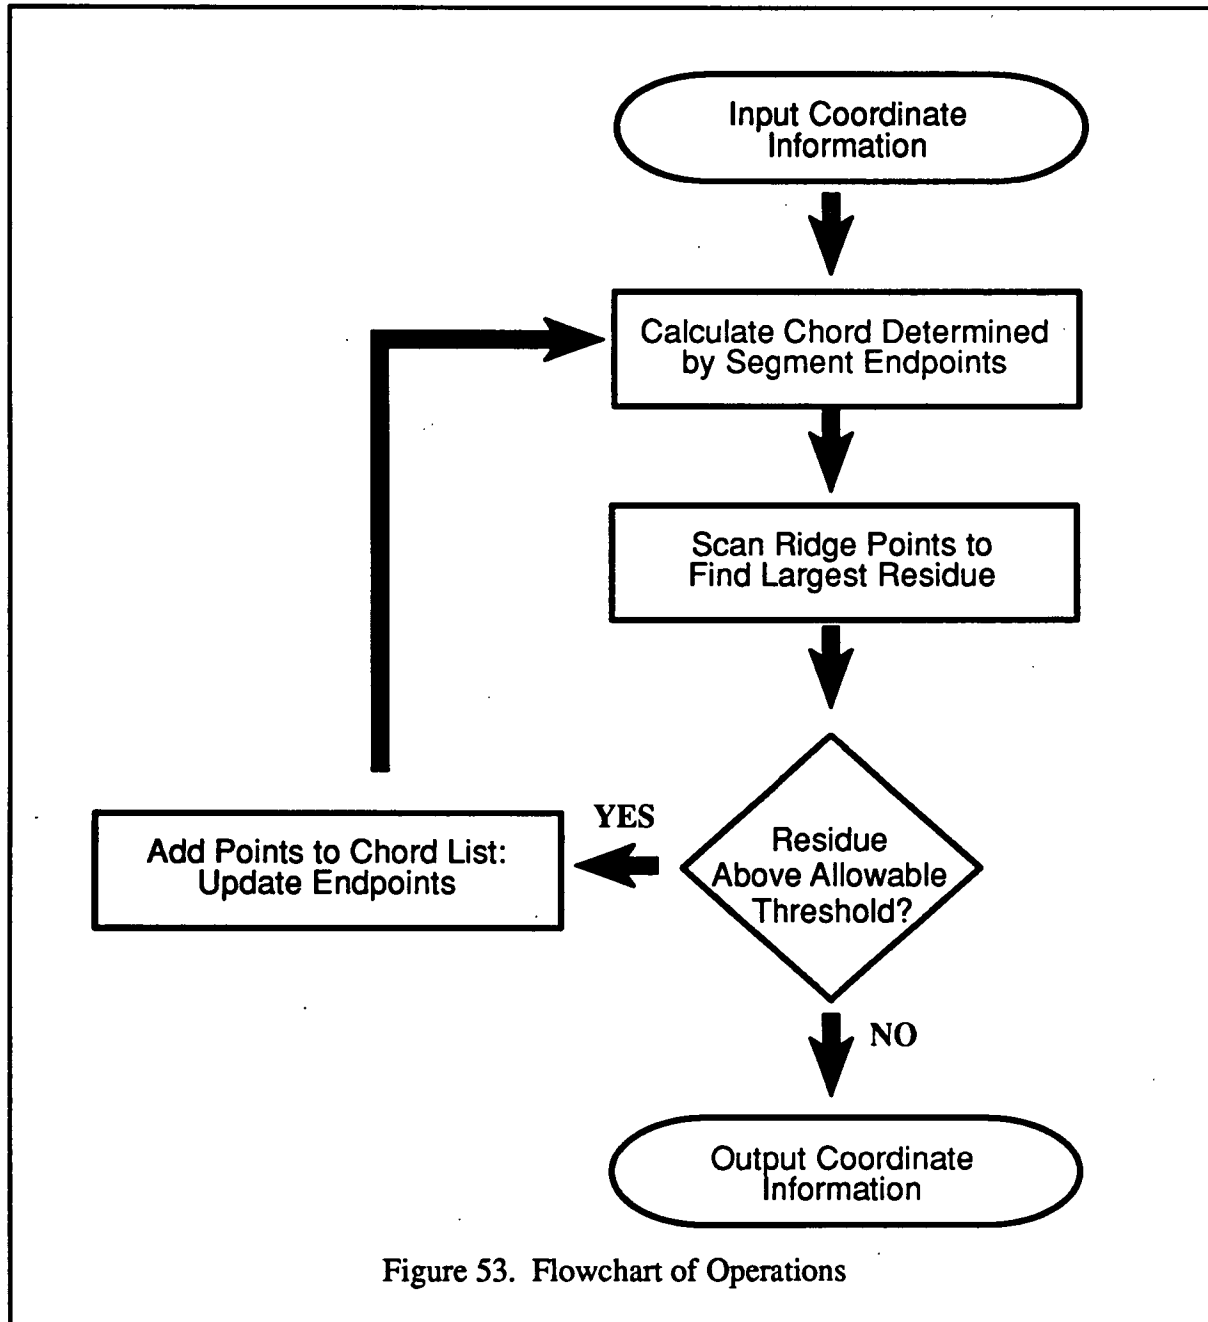 Input Coordinate
Information
Calculate Chord Determined
by Segment Endpoints
Scan Ridge Points to
Find Largest Residue
Residue
Above Allowable
Threshold?
YES
Add Points to Chord List:
Update Endpoints
NO
Output Coordinate
Information
Figure 53. Flowchart of Operations